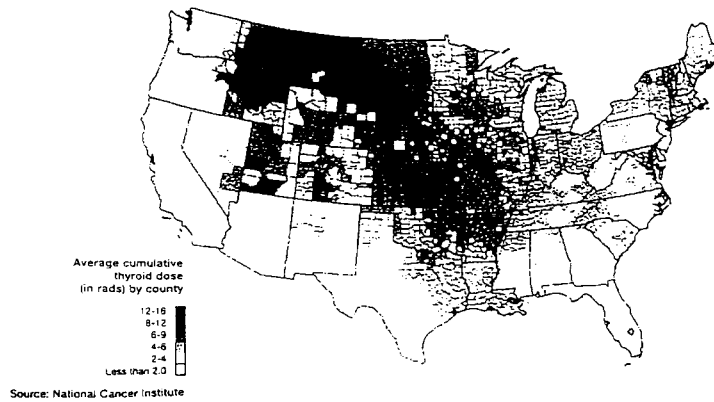 Average cumulative
thyroid dose
(in rads) by county
12-16
8-12
6-9
4-6
2-4
Less than 2.0
Source: National Cancer Institute